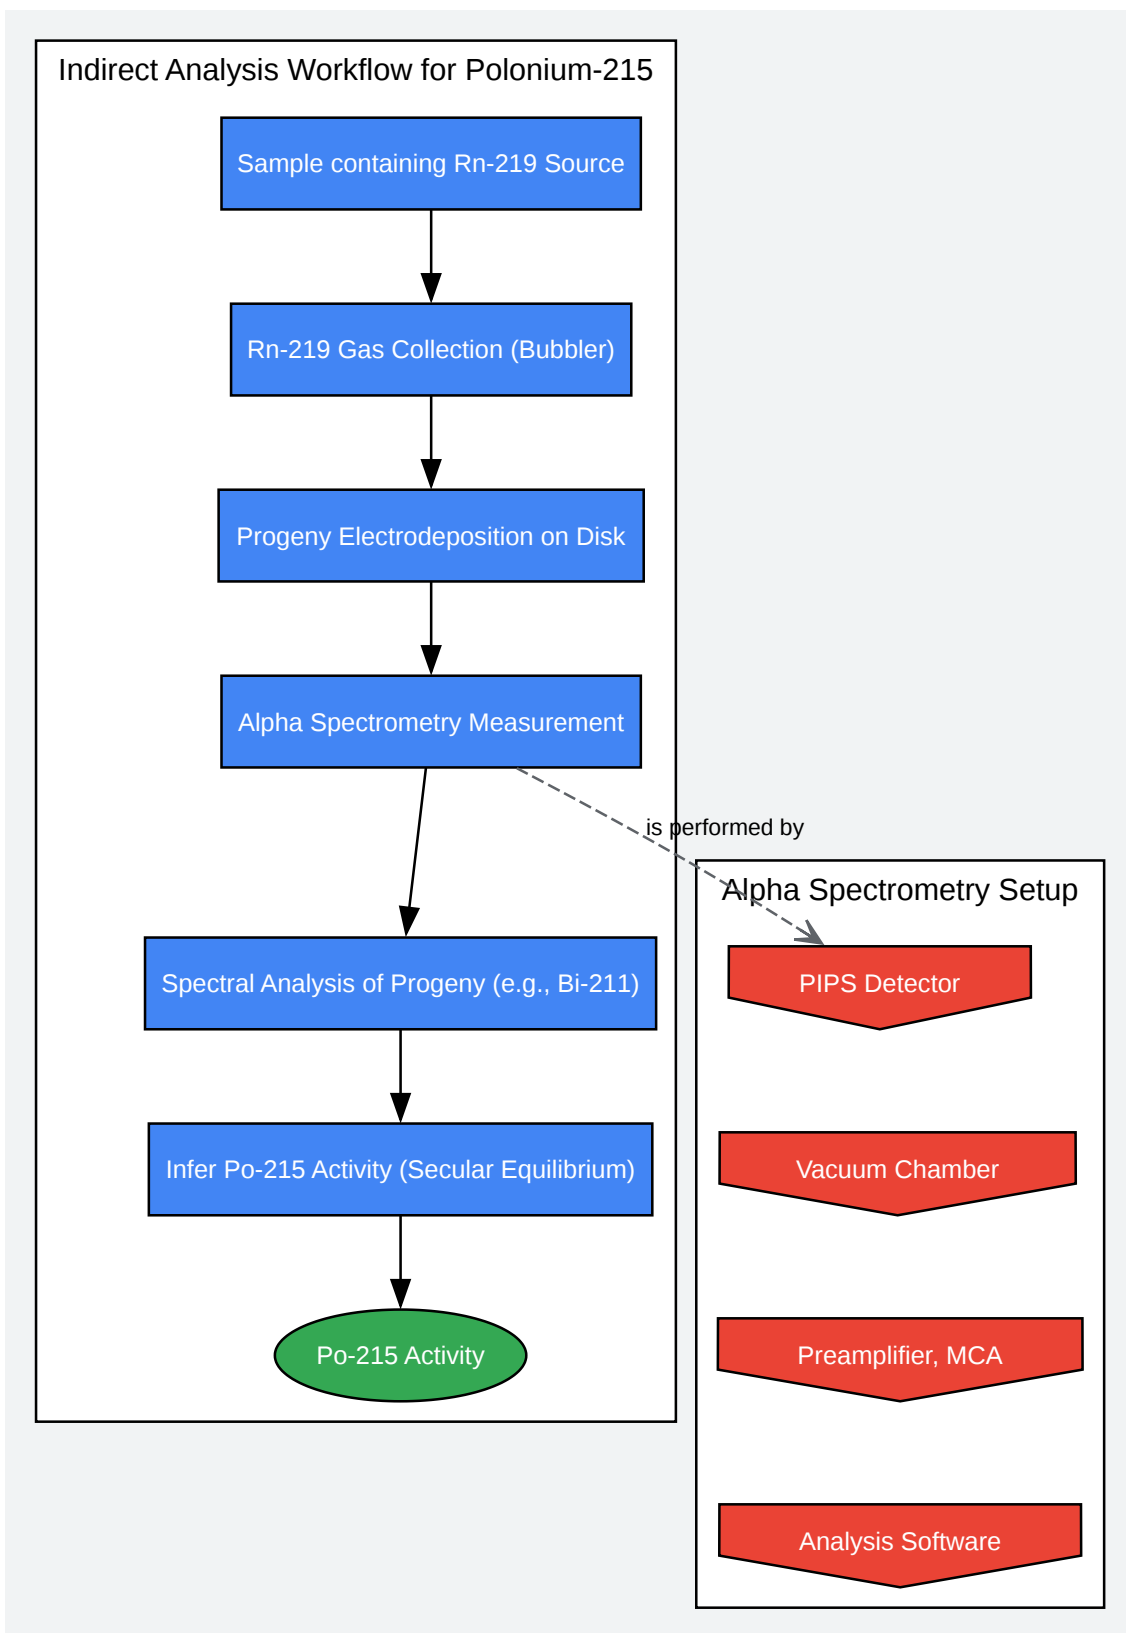 Indirect Analysis Workflow for Polonium-215
Sample containing Rn-219 Source
Rn-219 Gas Collection (Bubbler)
Progeny Electrodeposition on Disk
Alpha Spectrometry Measurement
is performed by
Alpha Spectrometry Setup
Spectral Analysis of Progeny (e.g., Bi-211)
PIPS Detector
Infer Po-215 Activity (Secular Equilibrium)
Vacuum Chamber
Po-215 Activity
Preamplifier, MCA
Analysis Software